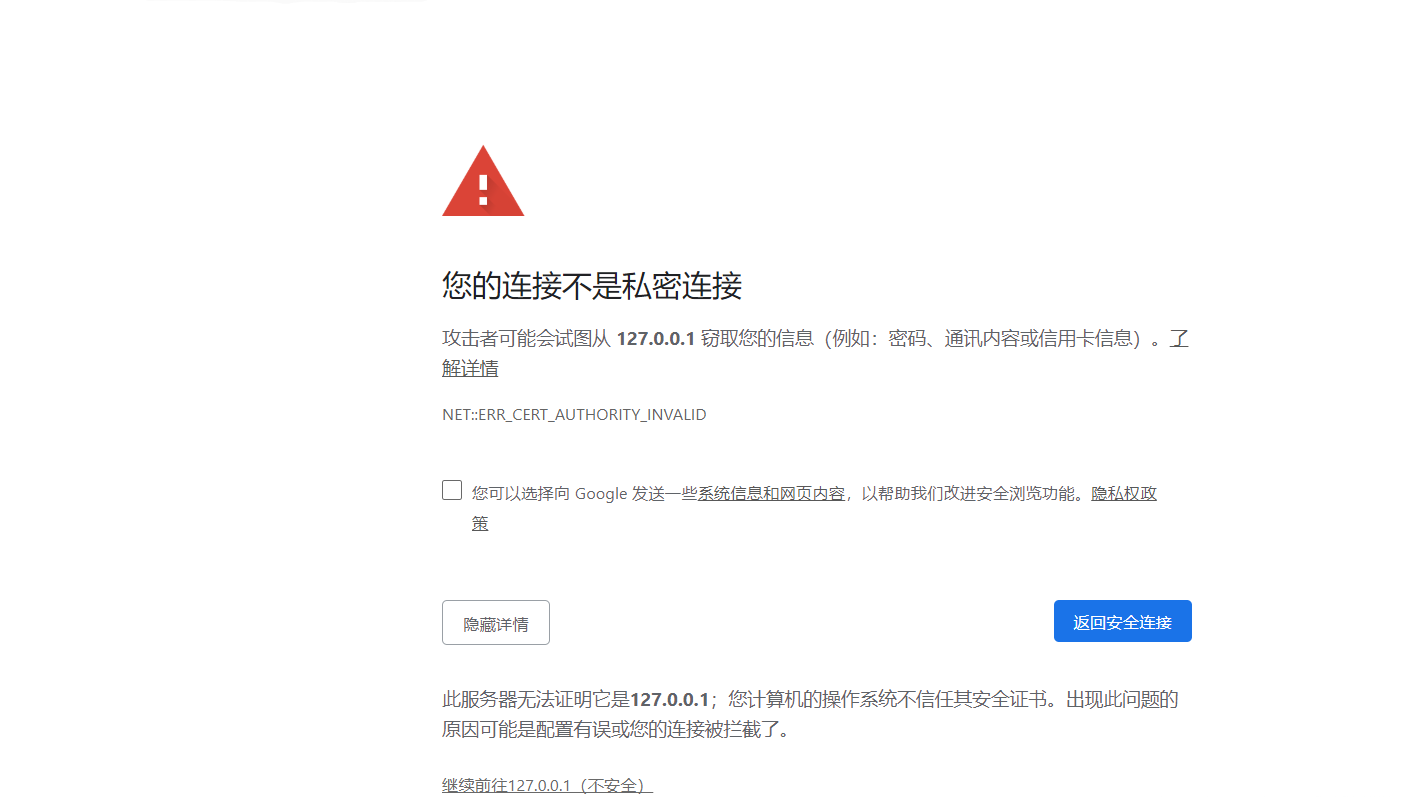 您的连接不是私密连接
攻击者可能会试图从 127.0.0.1 窃取您的信息（例如：密码、通讯内容或信用卡信息）。了
解详情
NET::ERR_CERT_AUTHORITY_INVALID
您可以选择向 Google 发送一些系统信息和网页内容，以帮助我们改进安全浏览功能。隐私权政
策
隐藏详情
返回安全连接
此服务器无法证明它是127.0.0.1；您计算机的操作系统不信任其安全证书。出现此问题的
原因可能是配置有误或您的连接被拦截了。
继续前往127.0.0.1（不安全）